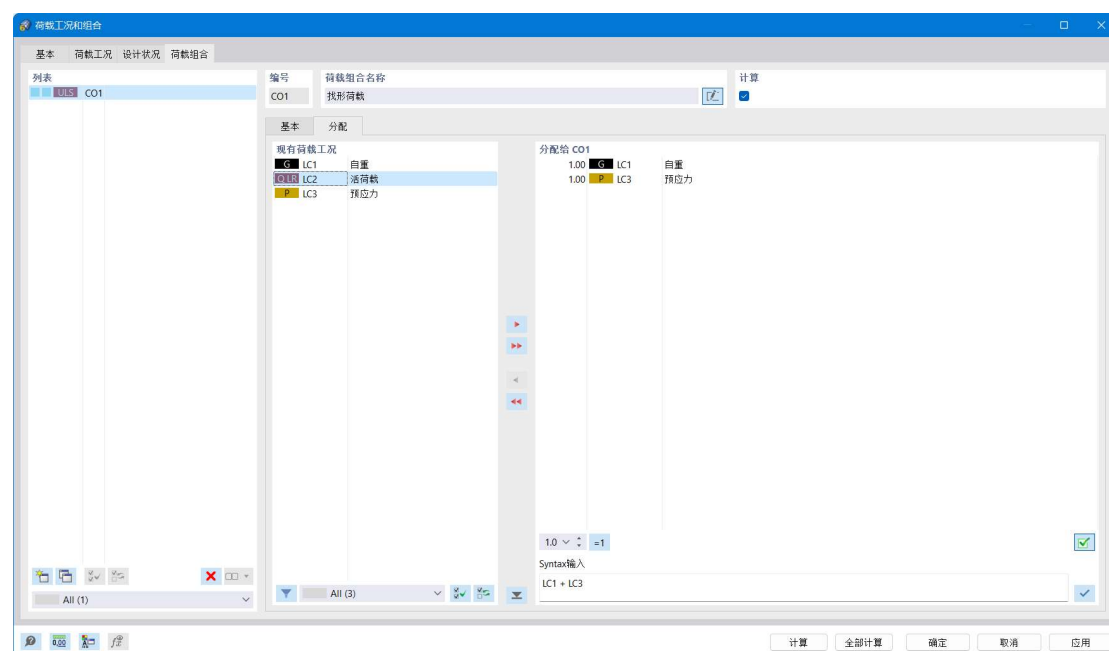 荷载工况和组合
基本 荷载工况 设计状况 荷载组合
列表
ULS CO1
编号 荷载组合名称 计算
CO1 找形荷载
基本 分配
现有荷载工况
G LC1 自重
Q LR LC2 活荷载
P LC3 预应力
分配给 CO1
1.00 G LC1 自重
1.00 P LC3 预应力
1.0 =1
Syntax输入
LC1 + LC3
All (1)
All (3)
0,00
计算 全部计算 确定 取消 应用